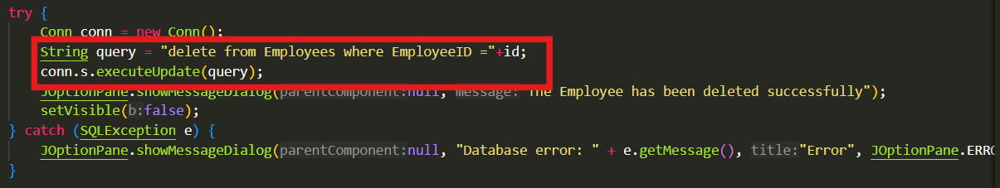 try {
Conn conn = new Conn();
String query = "delete from Employees where EmployeeID ="+id;
conn.s.executeUpdate(query);
JOptionPane.showMessageDialog(parentComponent:null, message:"The Employee has been deleted successfully");
setVisible(b:false);
} catch (SQLException e) {
JOptionPane.showMessageDialog(parentComponent:null, "Database error: " + e.getMessage(), title:"Error", JOptionPane.ERRO
}